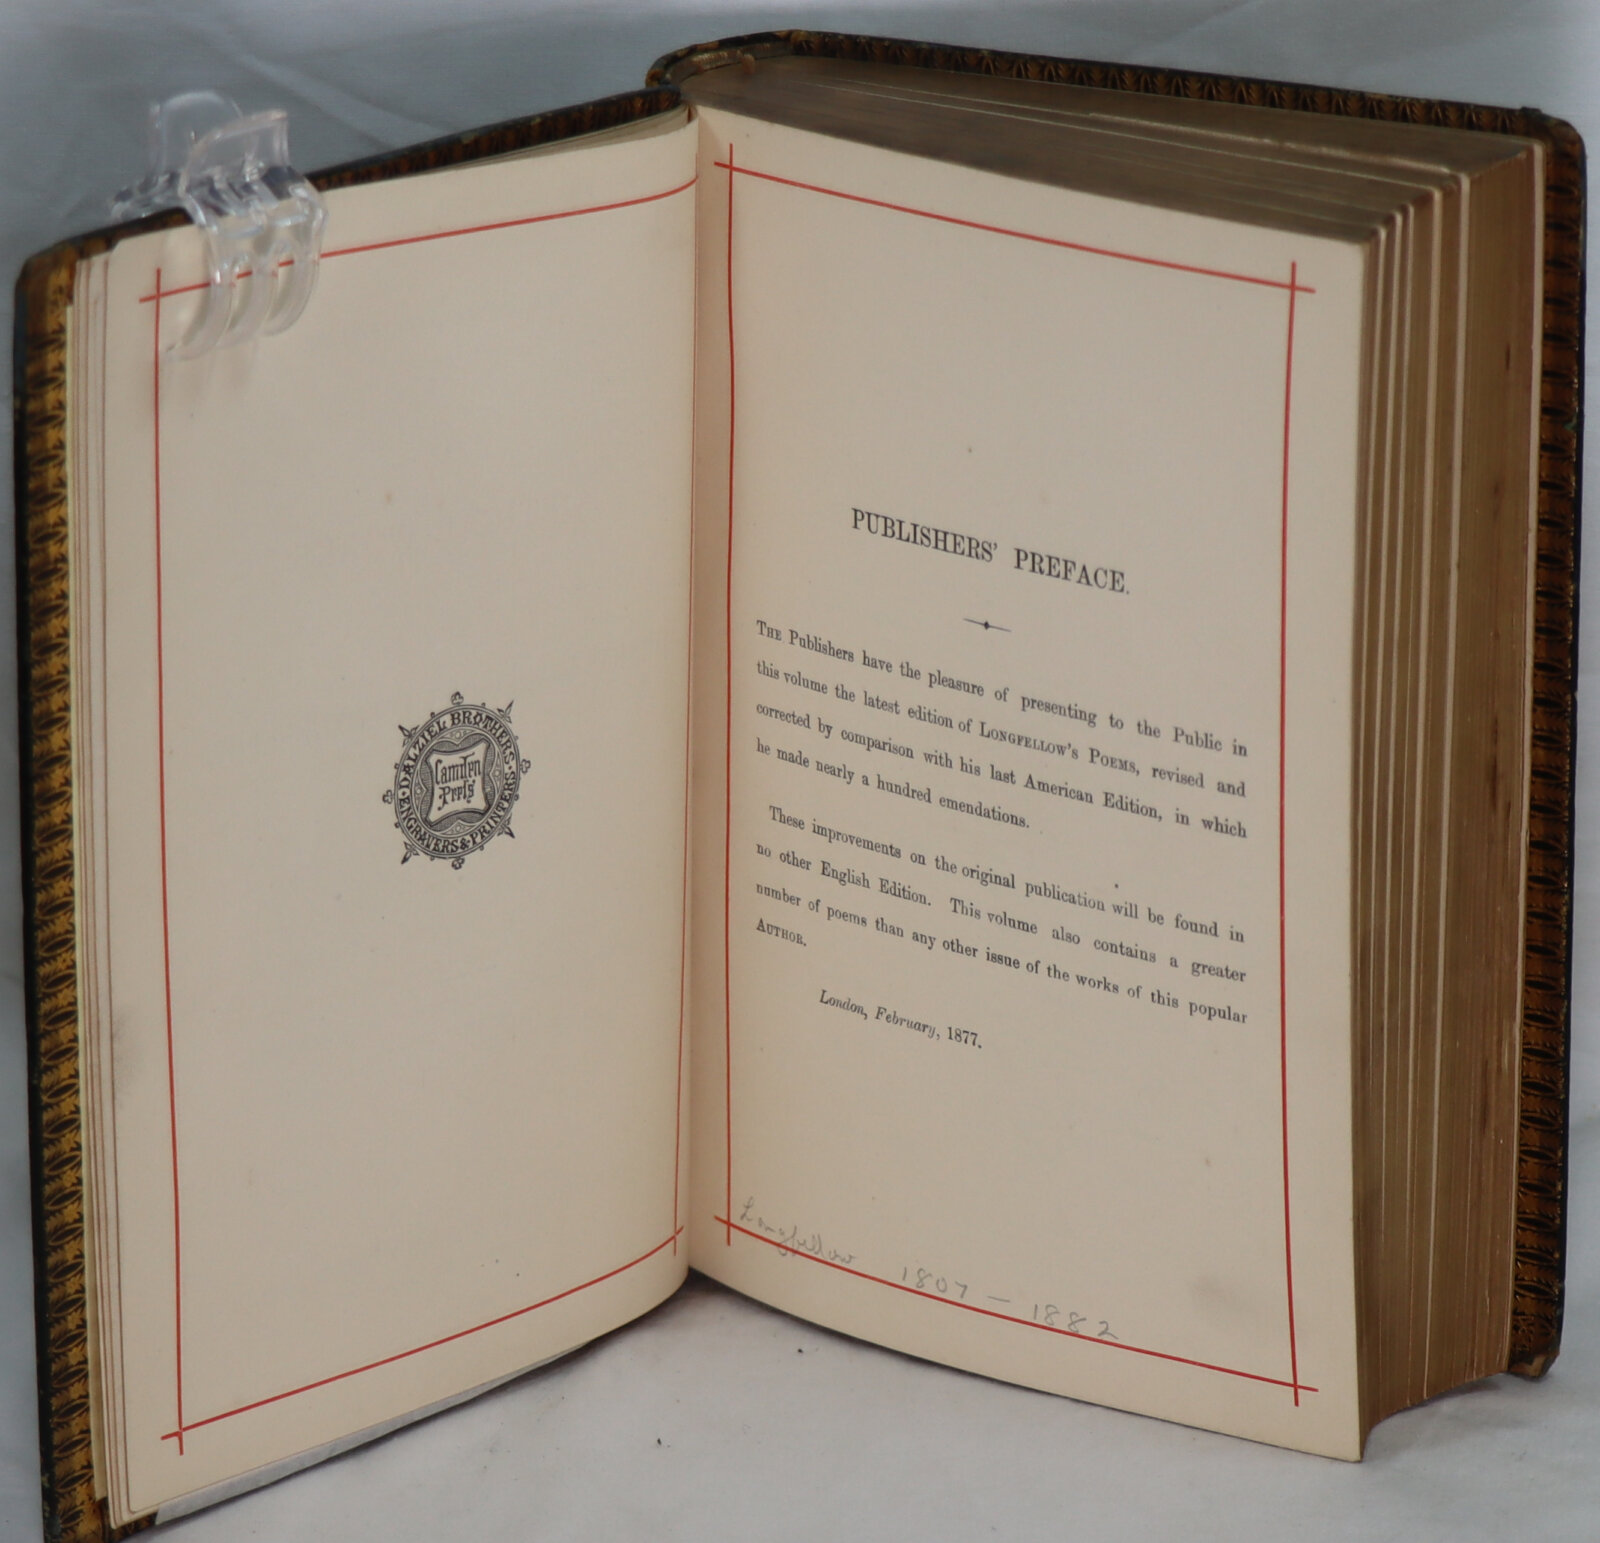 DALZIEL BROTHERS · ENGRAVERS & PRINTERS ·
Camden
Press
PUBLISHERS' PREFACE.
THE Publishers have the pleasure of presenting to the Public in
this volume the latest edition of LONGFELLOW'S POEMS, revised and
corrected by comparison with his last American Edition, in which
he made nearly a hundred emendations.
These improvements on the original publication will be found in
no other English Edition. This volume also contains a greater
number of poems than any other issue of the works of this popular
AUTHOR.
London, February, 1877.
Longfellow 1807 — 1882